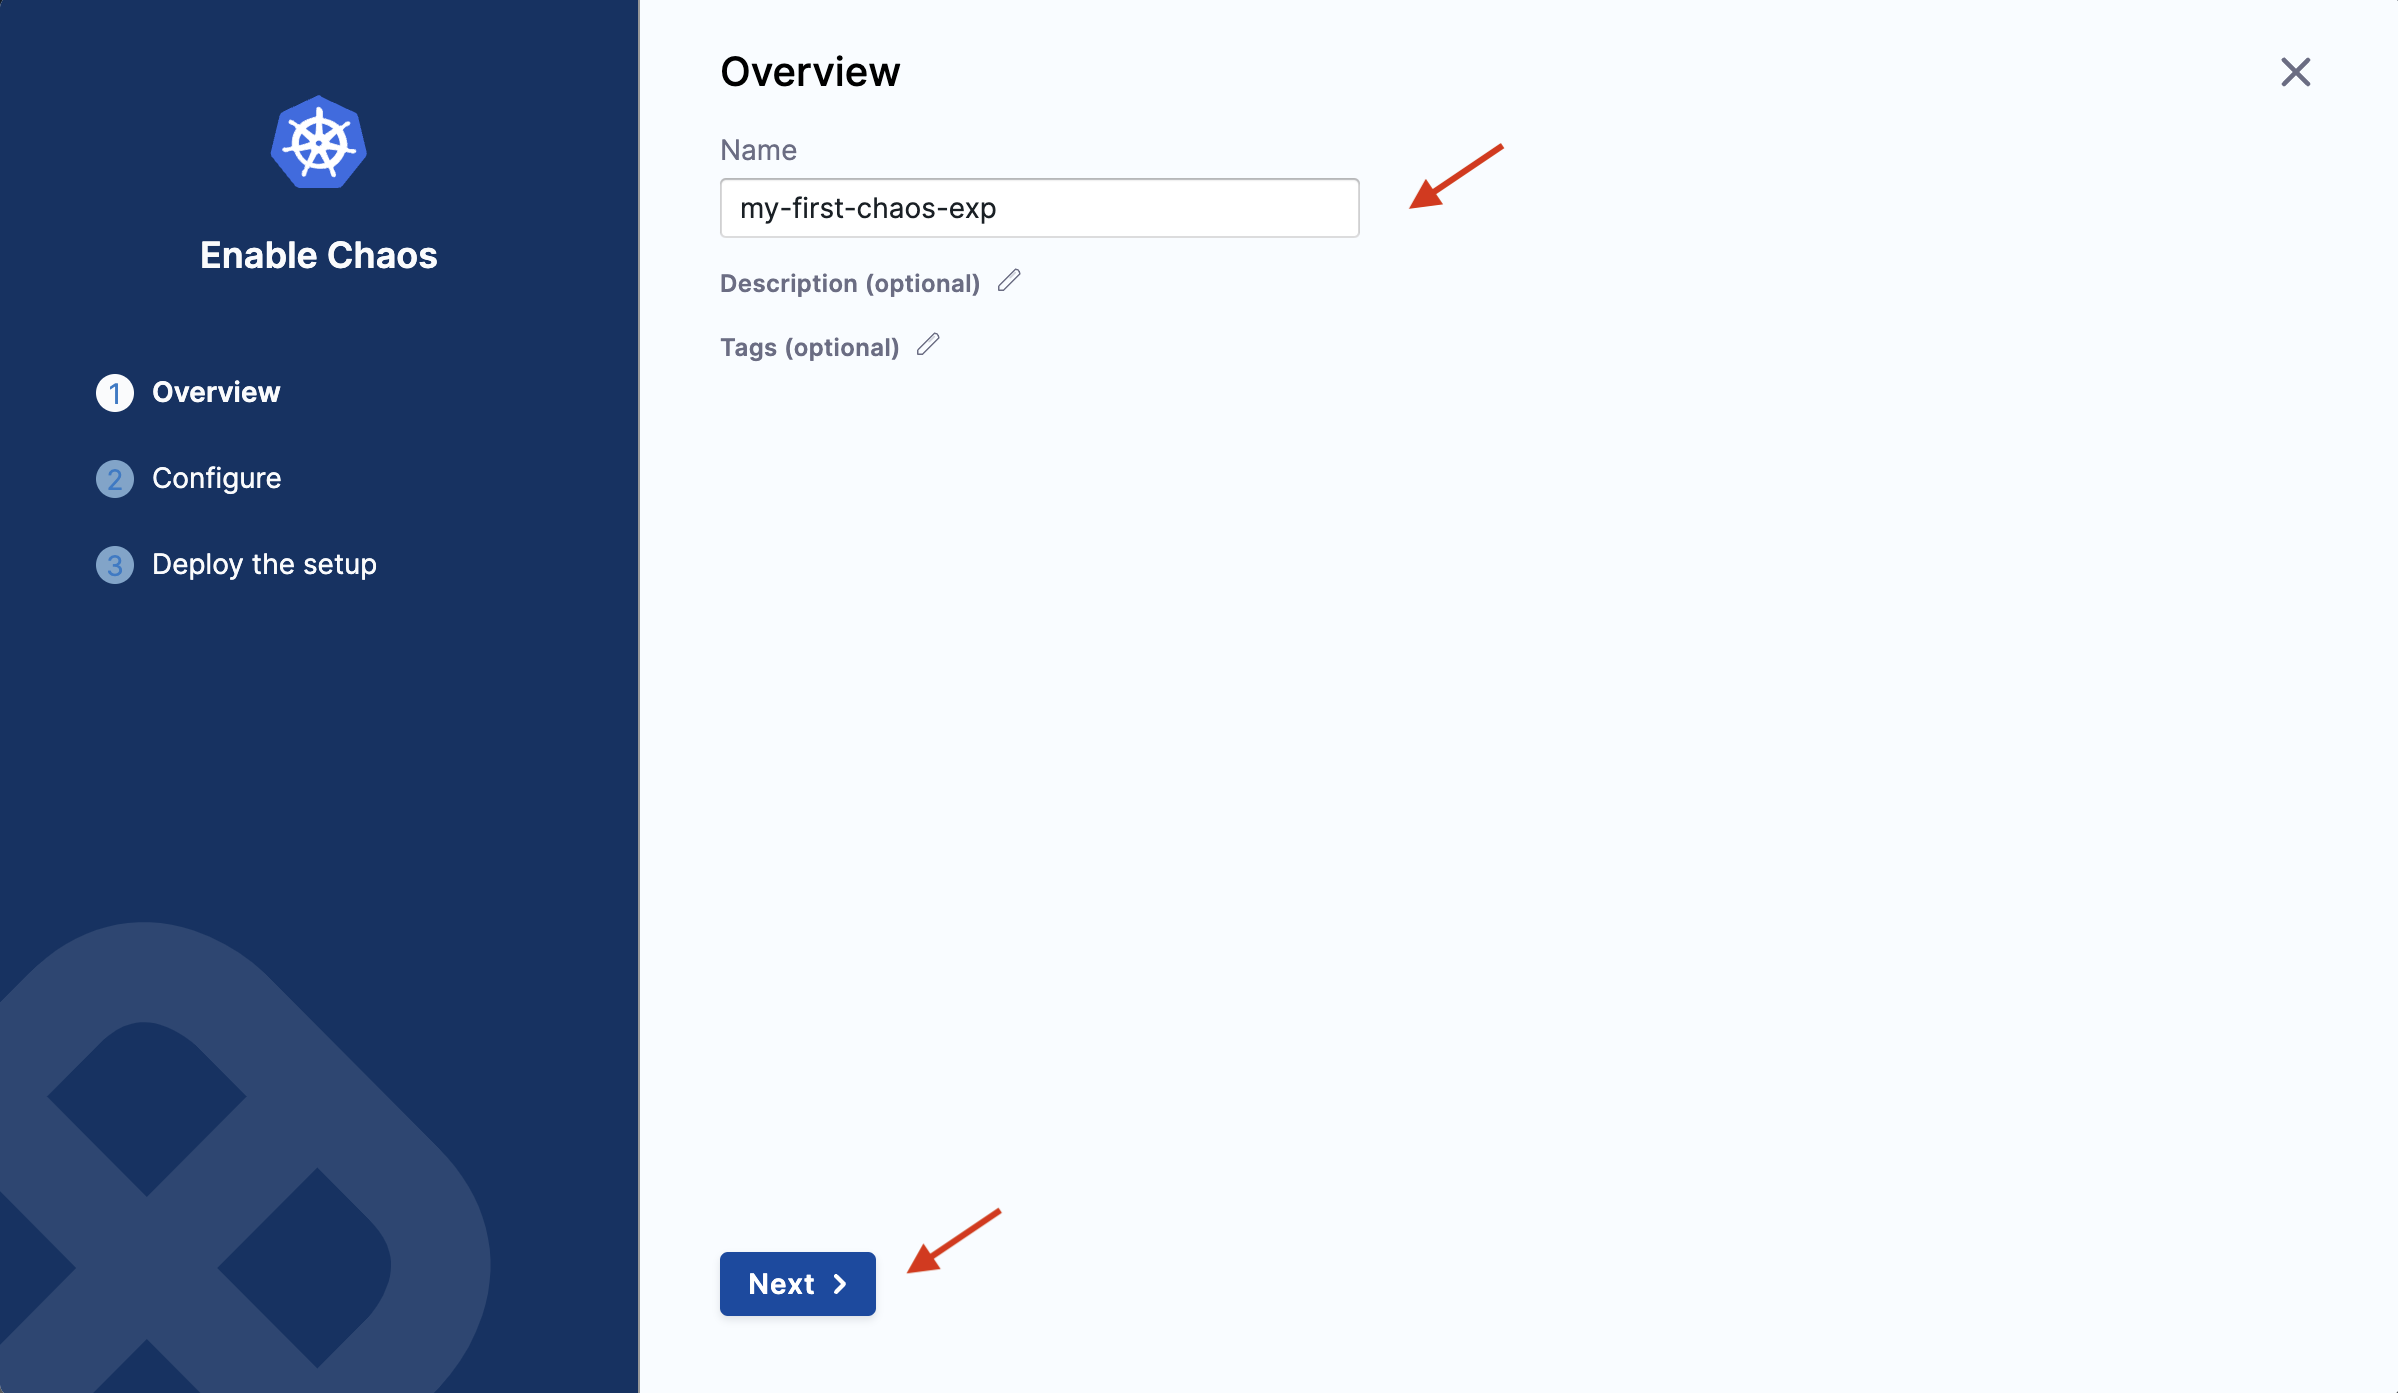 Enable Chaos
1 Overview
2 Configure
3 Deploy the setup
Overview
Name
my-first-chaos-exp
Description (optional)
Tags (optional)
Next